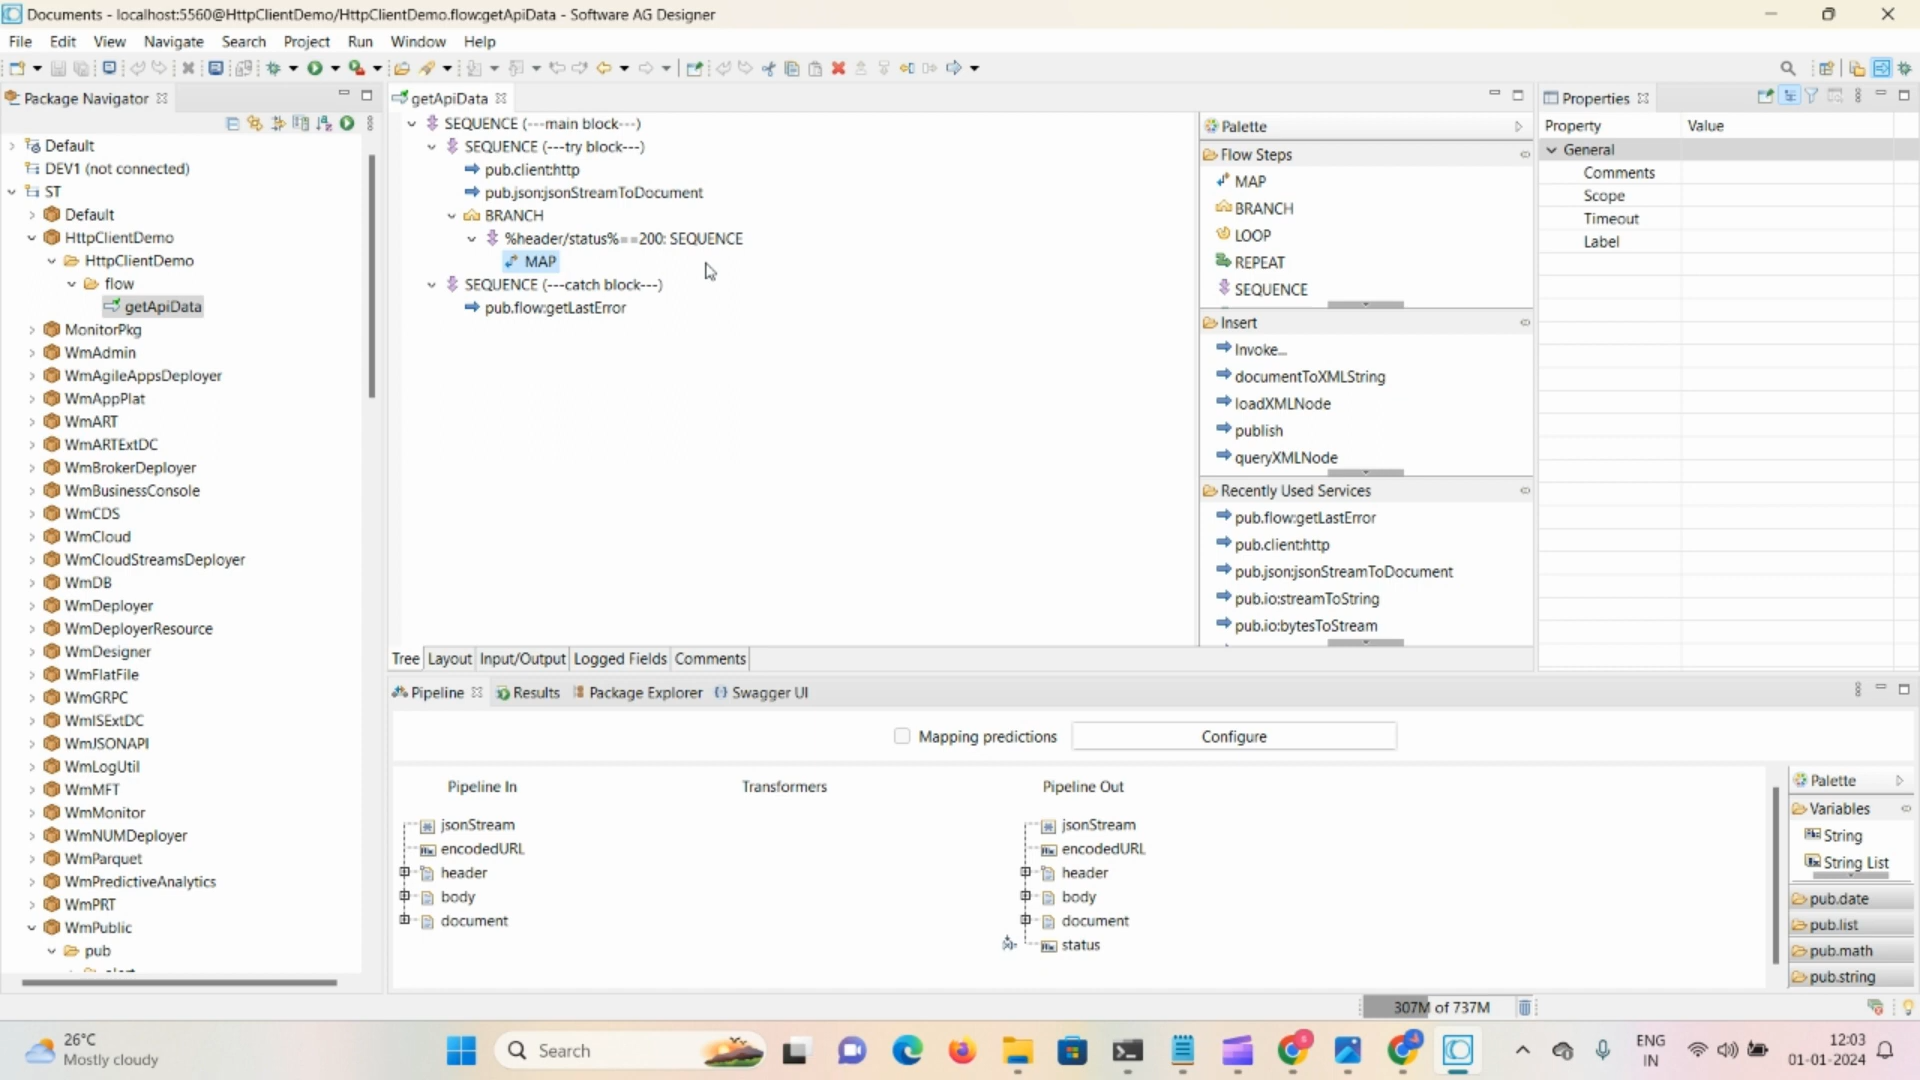 Documents - localhost:5560@HttpClientDemo/HttpClientDemo.flow:getApiData - Software AG Designer
File Edit View Navigate Search Project Run Window Help
Package Navigator
Default
DEV1 (not connected)
ST
Default
HttpClientDemo
HttpClientDemo
flow
getApiData
MonitorPkg
WmAdmin
WmAgileAppsDeployer
WmAppPlat
WmART
WmARTExtDC
WmBrokerDeployer
WmBusinessConsole
WmCDS
WmCloud
WmCloudStreamsDeployer
WmDB
WmDeployer
WmDeployerResource
WmDesigner
WmFlatFile
WmGRPC
WmISExtDC
WmJSONAPI
WmLogUtil
WmMFT
WmMonitor
WmNUMDeployer
WmParquet
WmPredictiveAnalytics
WmPRT
WmPublic
pub
getApiData
SEQUENCE (---main block---)
SEQUENCE (---try block---)
pub.client:http
pub.json:jsonStreamToDocument
BRANCH
%header/status%==200: SEQUENCE
MAP
SEQUENCE (---catch block---)
pub.flow:getLastError
Tree Layout Input/Output Logged Fields Comments
Palette
Flow Steps
MAP
BRANCH
LOOP
REPEAT
SEQUENCE
Insert
Invoke...
documentToXMLString
loadXMLNode
publish
queryXMLNode
Recently Used Services
pub.flow:getLastError
pub.client:http
pub.json:jsonStreamToDocument
pub.io:streamToString
pub.io:bytesToStream
Properties
Property Value
General
Comments
Scope
Timeout
Label
Pipeline Results Package Explorer Swagger UI
Mapping predictions Configure
Pipeline In Transformers Pipeline Out
jsonStream jsonStream
encodedURL encodedURL
header header
body body
document document
status
Palette
Variables
String
String List
pub.date
pub.list
pub.math
pub.string
307M of 737M
26°C
Mostly cloudy
Search
ENG
IN
12:03
01-01-2024